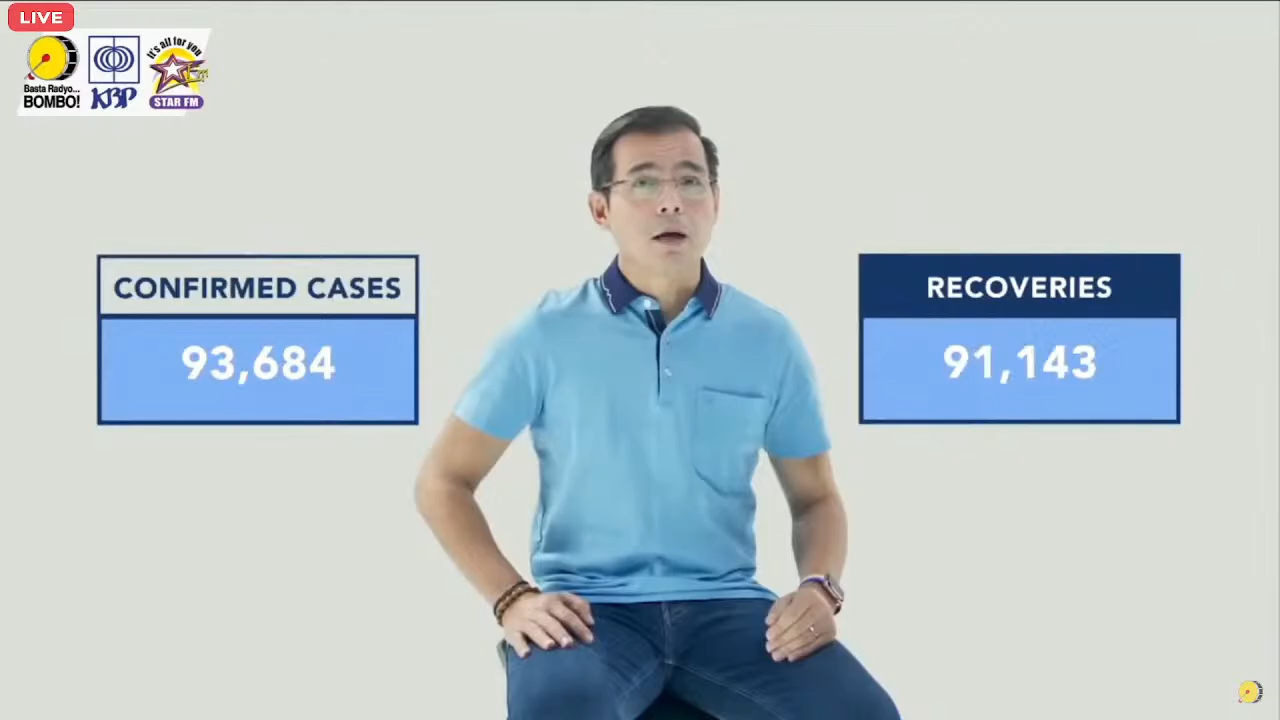 LIVE
It's all for you
Basta Radyo...
BOMBO!
KBP
STAR FM
CONFIRMED CASES
93,684
RECOVERIES
91,143